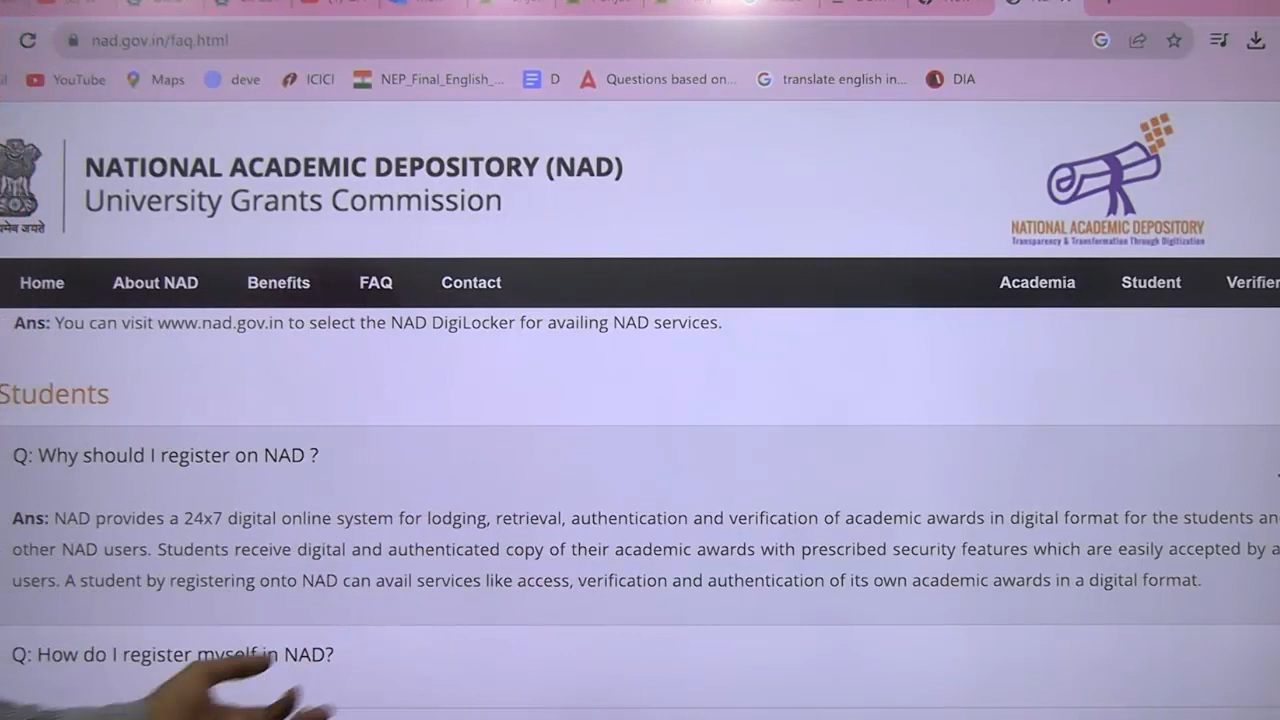 nad.gov.in/faq.html
YouTube Maps deve ICICI NEP_Final_English_... D Questions based on... translate english in... DIA
NATIONAL ACADEMIC DEPOSITORY (NAD)
University Grants Commission
NATIONAL ACADEMIC DEPOSITORY
Transparency & Transformation Through Digitization
Home About NAD Benefits FAQ Contact Academia Student Verifier
Ans: You can visit www.nad.gov.in to select the NAD DigiLocker for availing NAD services.
Students
Q: Why should I register on NAD ?
Ans: NAD provides a 24x7 digital online system for lodging, retrieval, authentication and verification of academic awards in digital format for the students an
other NAD users. Students receive digital and authenticated copy of their academic awards with prescribed security features which are easily accepted by a
users. A student by registering onto NAD can avail services like access, verification and authentication of its own academic awards in a digital format.
Q: How do I register myself in NAD?